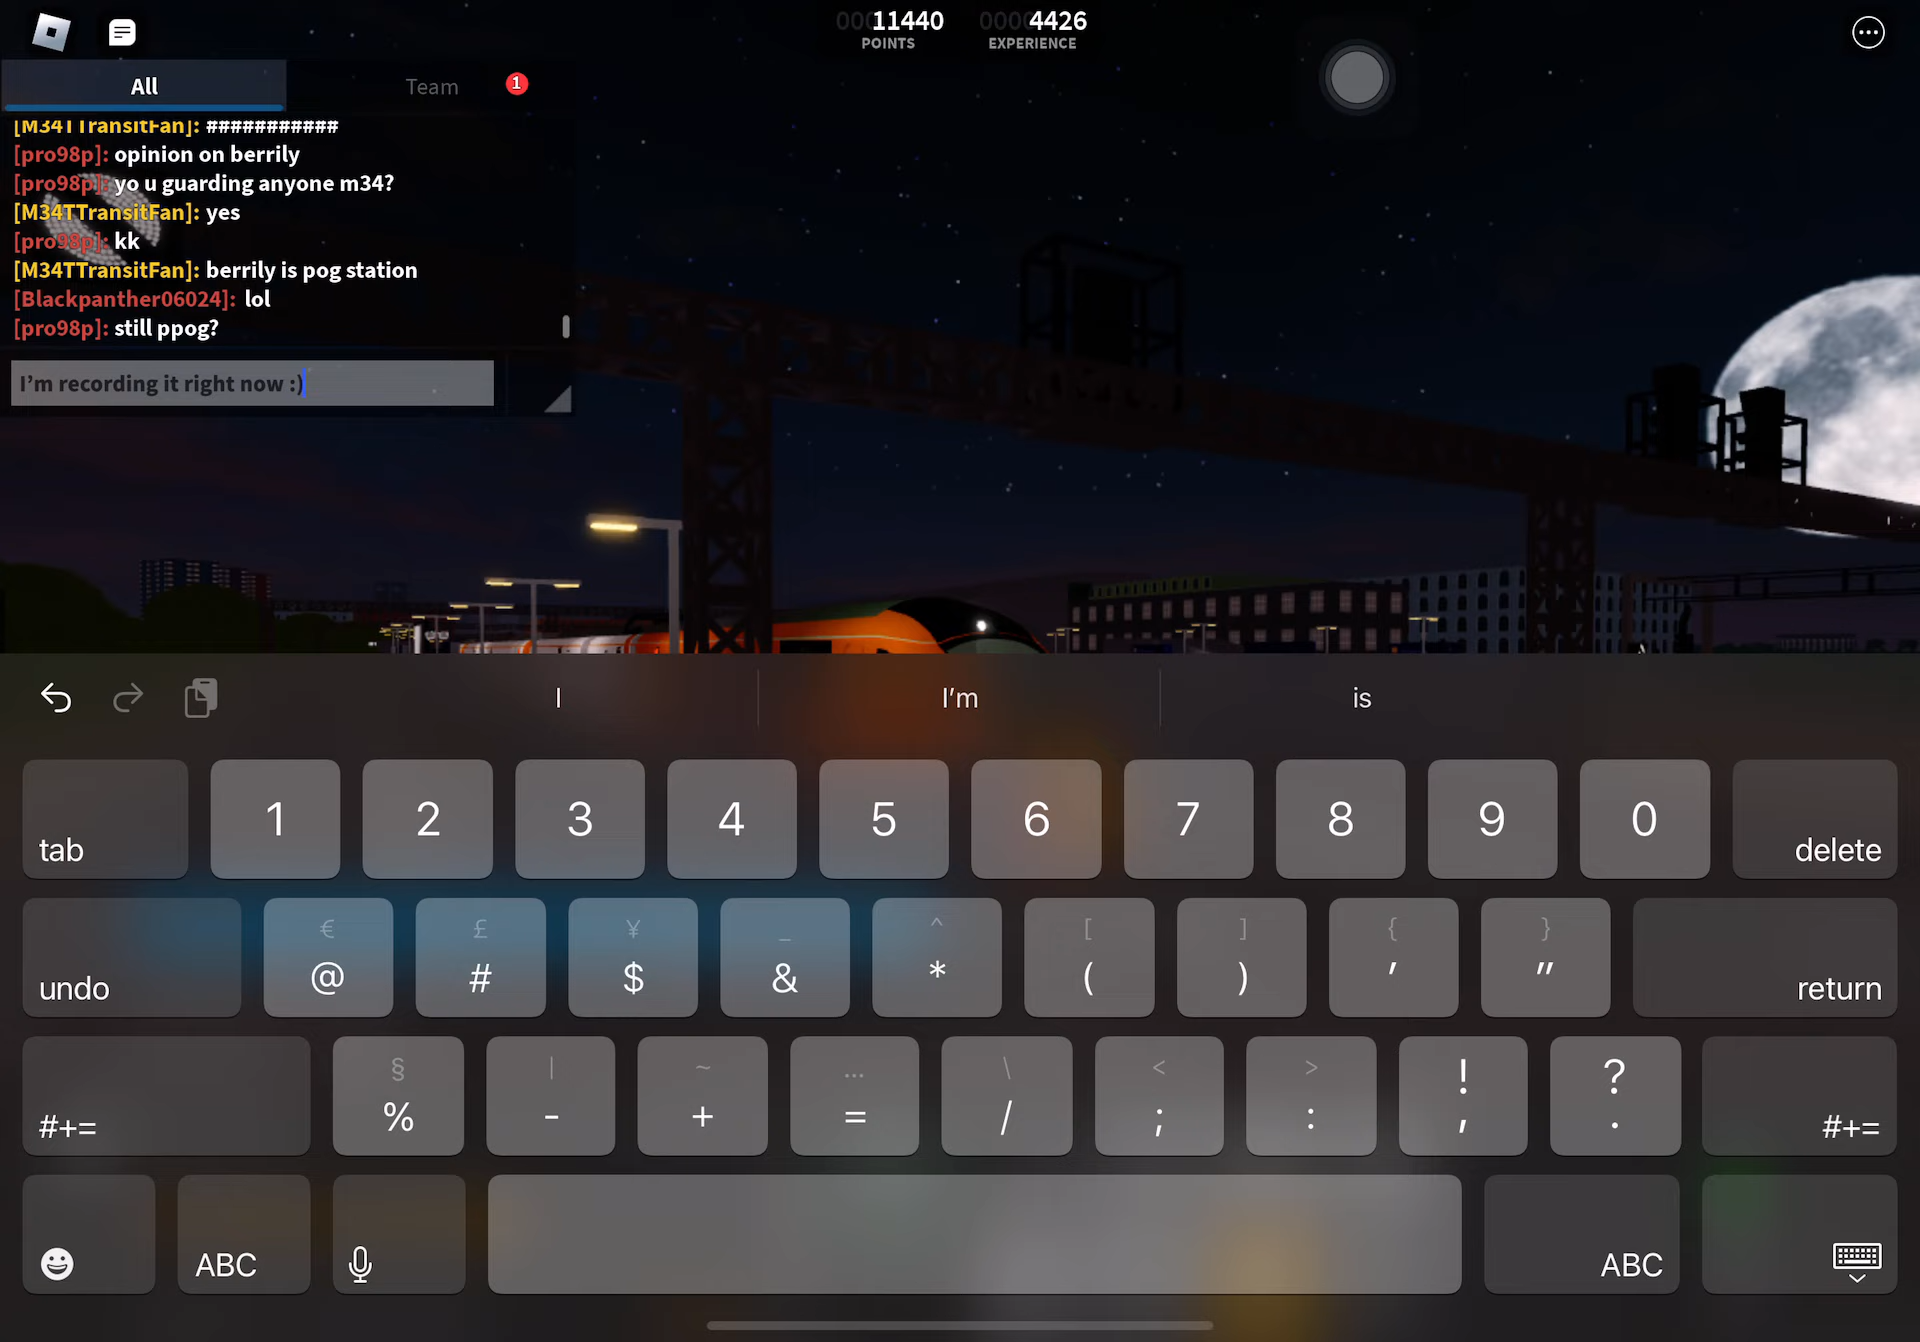 00011440
POINTS
00004426
EXPERIENCE
All
Team
1
[M34TTransitFan]: ###########
[pro98p]: opinion on berrily
[pro98p]: yo u guarding anyone m34?
[M34TTransitFan]: yes
[pro98p]: kk
[M34TTransitFan]: berrily is pog station
[Blackpanther06024]: lol
[pro98p]: still ppog?
I’m recording it right now :)
I
I’m
is
tab 1 2 3 4 5 6 7 8 9 0 delete
€ £ ¥ _ ^ [ ] { }
undo @ # $ & * ( ) ' " return
§ | ~ … \ < > ! ?
#+= % - + = / ; : , . #+=
ABC
ABC